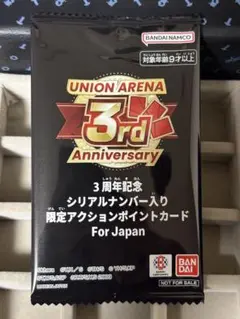 BANDAI NAMCO
対象年齢9才以上
UNION ARENA
3rd
Anniversary
3周年記念
シリアルナンバー入り
限定アクションポイントカード
For Japan
BANDAI
NOT FOR SALE